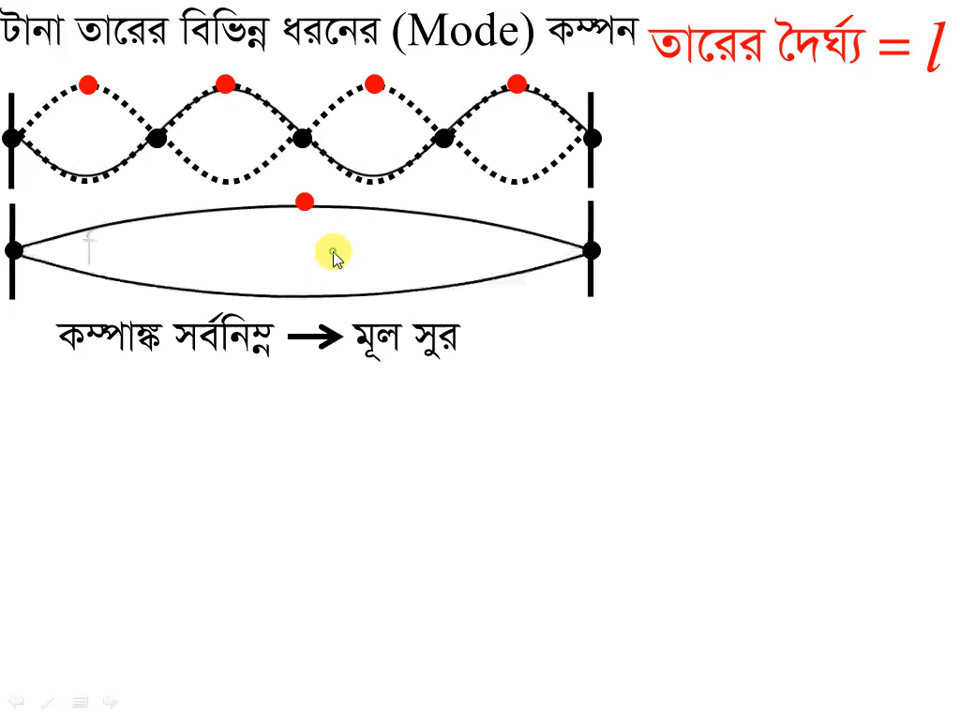 টানা তারের বিভিন্ন ধরনের (Mode) কম্পন
তারের দৈর্ঘ্য = l
f
কম্পাঙ্ক সর্বনিম্ন → মূল সুর